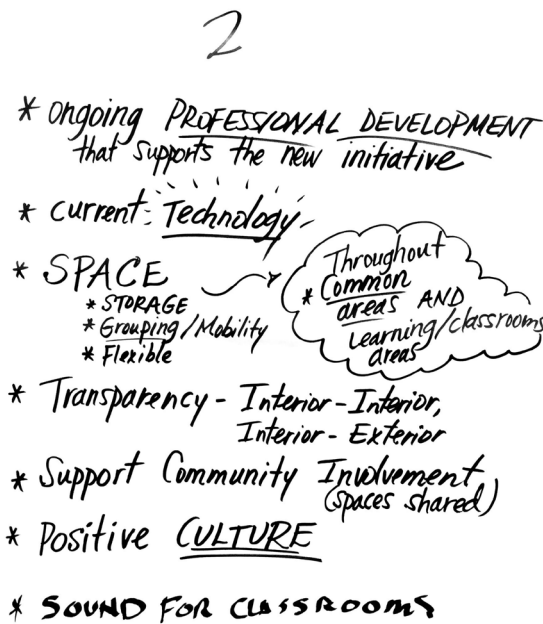 2
* Ongoing PROFESSIONAL DEVELOPMENT
that supports the new initiative
* Current Technology
* SPACE
* STORAGE
* Grouping/Mobility
* Flexible
Throughout
* Common
areas AND
Learning/classrooms
areas
* Transparency - Interior-Interior,
Interior - Exterior
* Support Community Involvement
(spaces shared)
* Positive CULTURE
* SOUND FOR CLASSROOMS